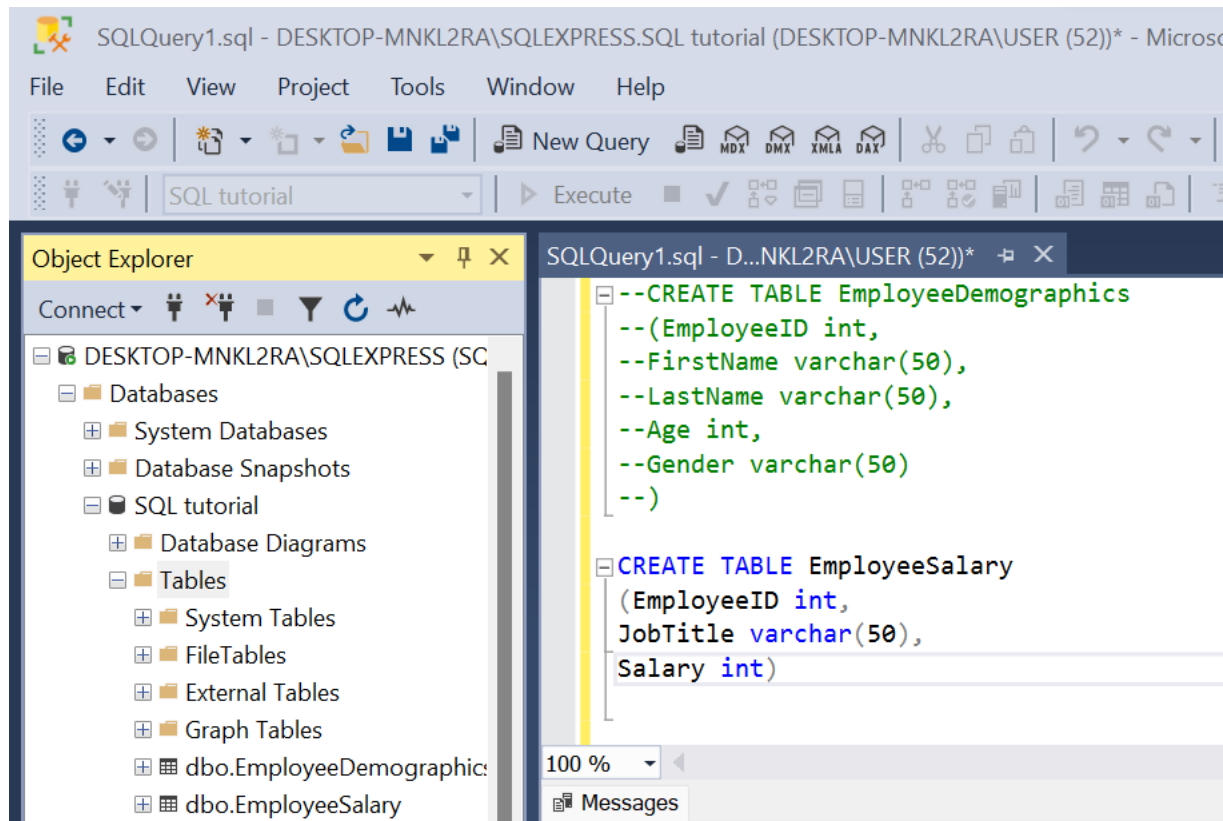 SQLQuery1.sql - DESKTOP-MNKL2RA\SQLEXPRESS.SQL tutorial (DESKTOP-MNKL2RA\USER (52))* - Microsc
File Edit View Project Tools Window Help
New Query MDX DMX XMLA DAX
SQL tutorial Execute
Object Explorer
Connect
DESKTOP-MNKL2RA\SQLEXPRESS (SQ
Databases
System Databases
Database Snapshots
SQL tutorial
Database Diagrams
Tables
System Tables
FileTables
External Tables
Graph Tables
dbo.EmployeeDemographics
dbo.EmployeeSalary
SQLQuery1.sql - D...NKL2RA\USER (52))*
--CREATE TABLE EmployeeDemographics
--(EmployeeID int,
--FirstName varchar(50),
--LastName varchar(50),
--Age int,
--Gender varchar(50)
--)
CREATE TABLE EmployeeSalary
(EmployeeID int,
JobTitle varchar(50),
Salary int)
100 %
Messages